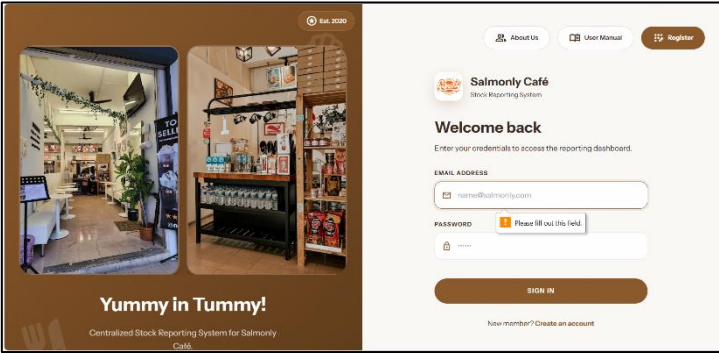 Est. 2020
TO
SELL
Yummy in Tummy!
Centralized Stock Reporting System for Salmonly
Café.
About Us
User Manual
Register
Salmonly Café
Stock Reporting System
Welcome back
Enter your credentials to access the reporting dashboard.
EMAIL ADDRESS
name@salmonly.com
Please fill out this field.
PASSWORD
SIGN IN
New member? Create an account